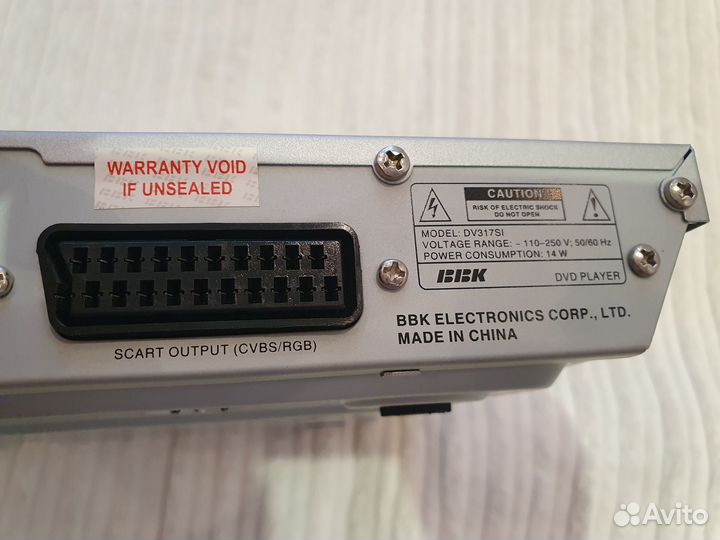 WARRANTY VOID
IF UNSEALED
CAUTION
RISK OF ELECTRIC SHOCK
DO NOT OPEN
MODEL: DV317SI
VOLTAGE RANGE: ~ 110-250 V; 50/60 Hz
POWER CONSUMPTION: 14 W
BBK DVD PLAYER
BBK ELECTRONICS CORP., LTD.
MADE IN CHINA
SCART OUTPUT (CVBS/RGB)
Avito